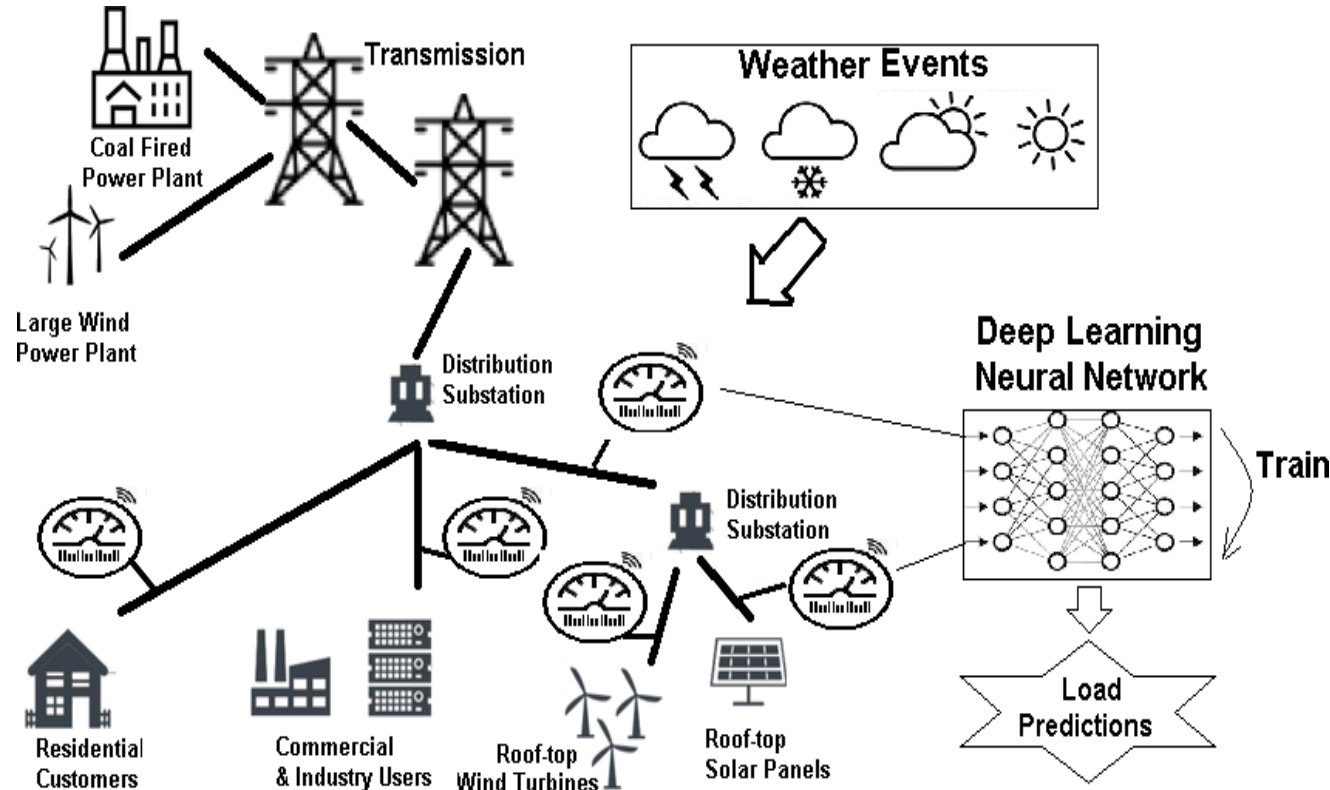 Transmission
Weather Events
Coal Fired
Power Plant
Large Wind
Power Plant
Distribution
Substation
Deep Learning
Neural Network
Train
Distribution
Substation
Load
Predictions
Residential
Customers
Commercial
& Industry Users
Roof-top
Wind Turbines
Roof-top
Solar Panels